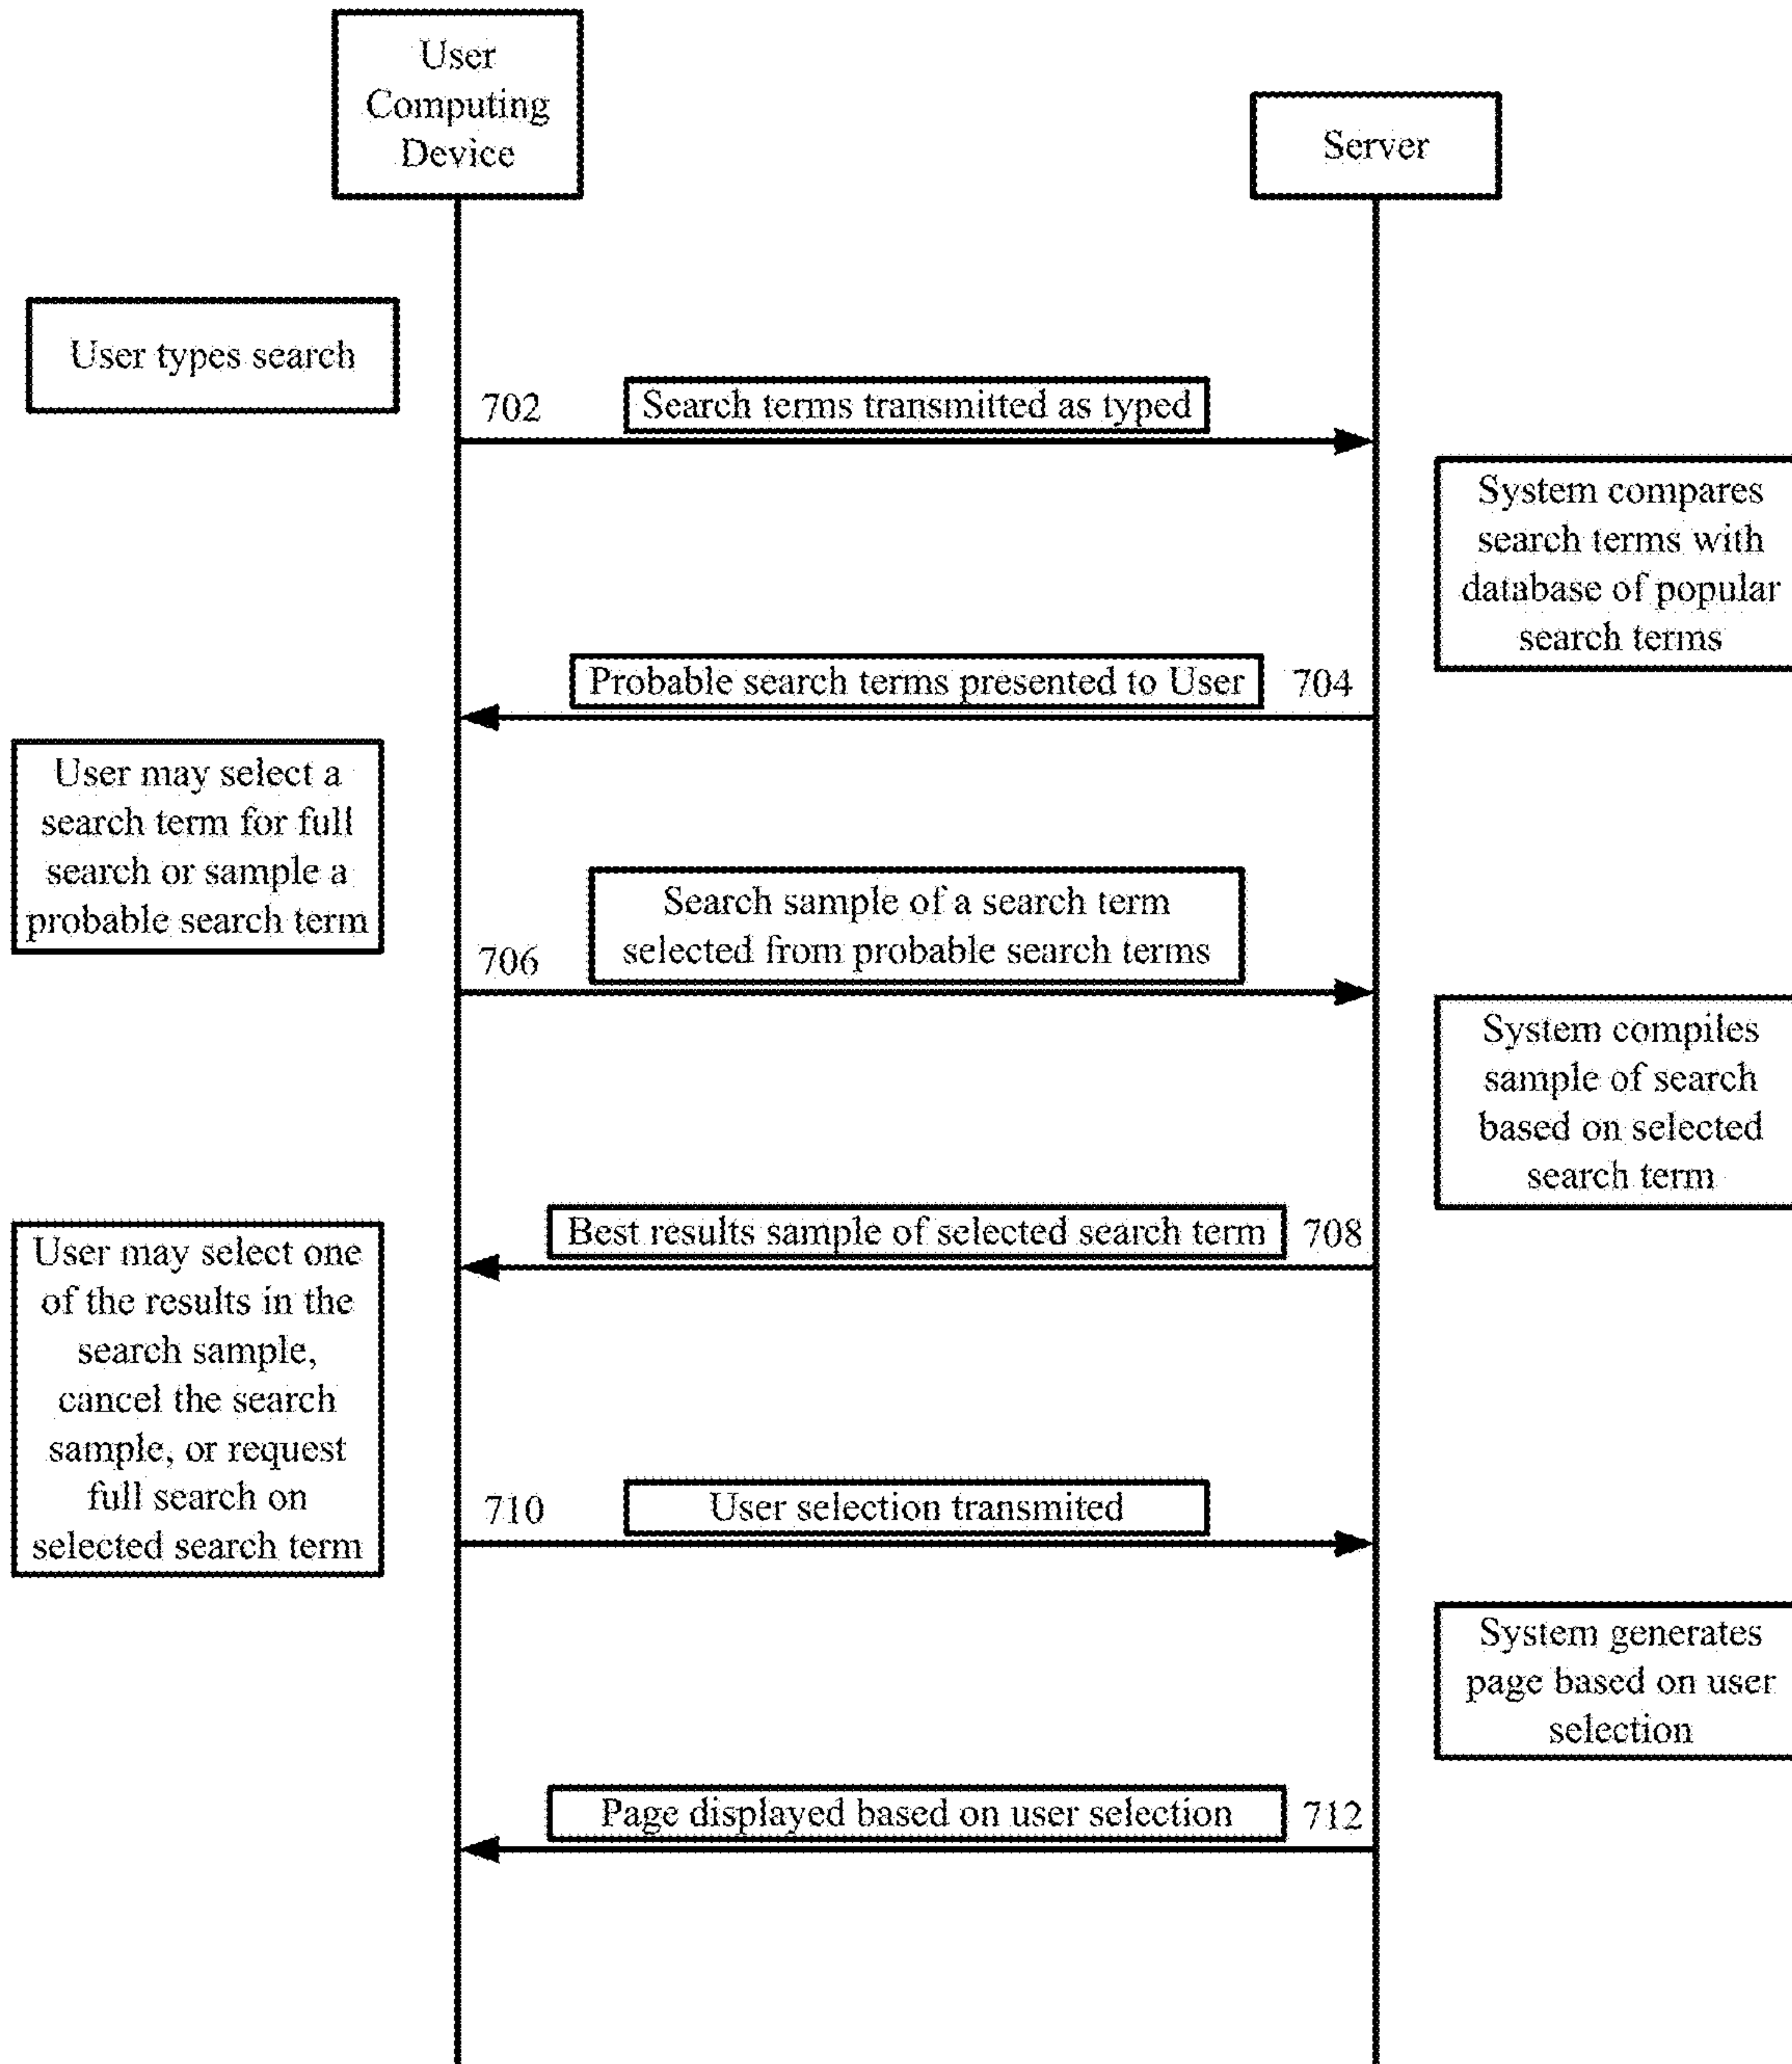 User
Computing
Device
Server
User types search
702
Search terms transmitted as typed
System compares
search terms with
database of popular
search terms
Probable search terms presented to User
704
User may select a
search term for full
search or sample a
probable search term
Search sample of a search term
selected from probable search terms
706
System compiles
sample of search
based on selected
search term
Best results sample of selected search term
708
User may select one
of the results in the
search sample,
cancel the search
sample, or request
full search on
selected search term
710
User selection transmited
System generates
page based on user
selection
Page displayed based on user selection
712